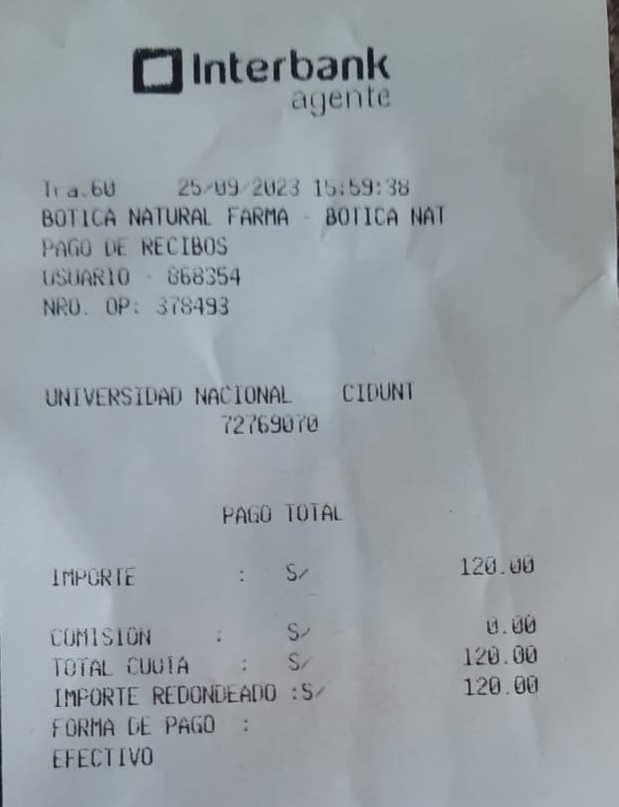 Interbank
agente
Tra.60 25/09/2023 15:59:38
BOTICA NATURAL FARMA - BOTICA NAT
PAGO DE RECIBOS
USUARIO - 868354
NRO. OP: 378493
UNIVERSIDAD NACIONAL CIDUNT
72769070
PAGO TOTAL
IMPORTE : S/ 120.00
COMISION : S/ 0.00
TOTAL CUOTA : S/ 120.00
IMPORTE REDONDEADO :S/ 120.00
FORMA DE PAGO :
EFECTIVO